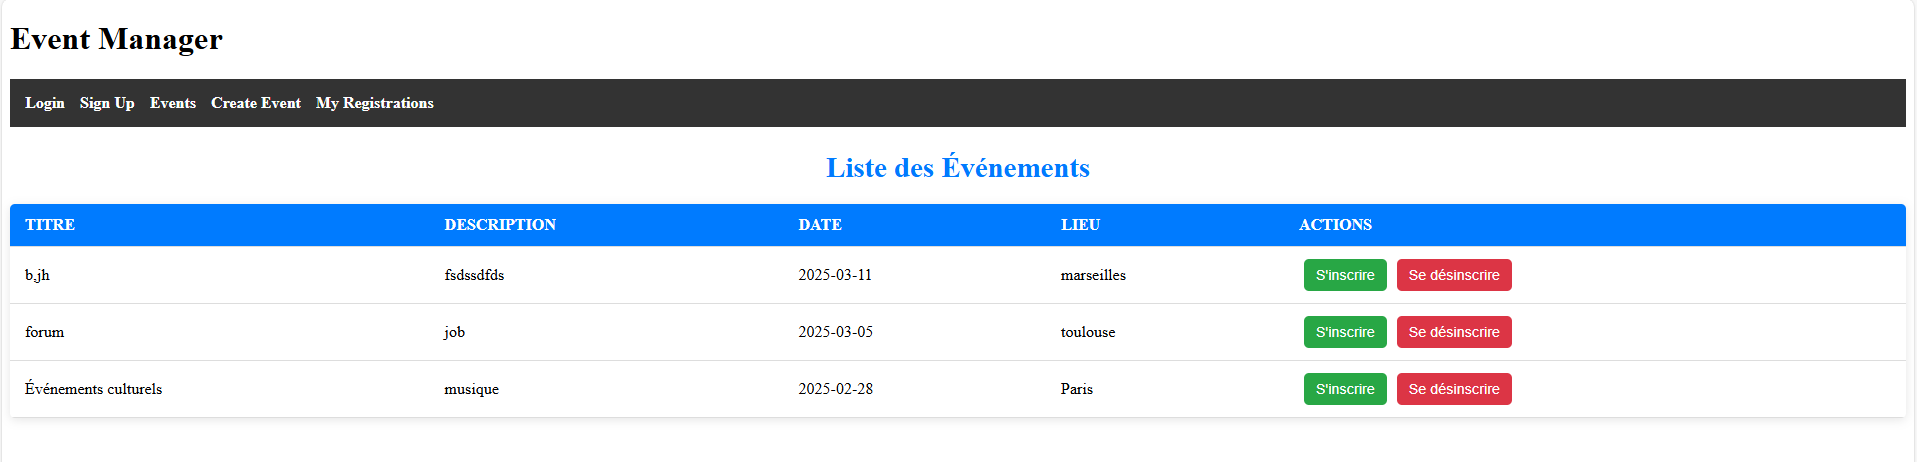 Event Manager
Login Sign Up Events Create Event My Registrations
Liste des Événements
TITRE DESCRIPTION DATE LIEU ACTIONS
b,jh fsdssdfds 2025-03-11 marseilles S'inscrire Se désinscrire
forum job 2025-03-05 toulouse S'inscrire Se désinscrire
Événements culturels musique 2025-02-28 Paris S'inscrire Se désinscrire